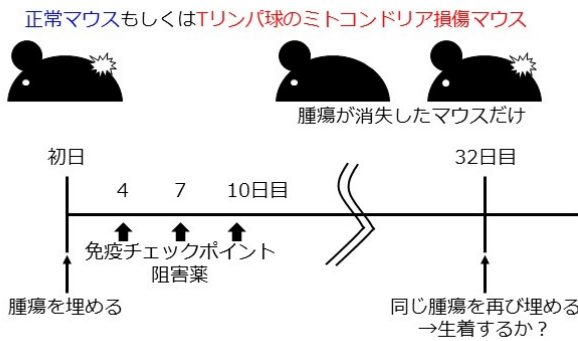 正常マウスもしくはTリンパ球のミトコンドリア損傷マウス
腫瘍が消失したマウスだけ
初日
32日目
4
7
10日目
免疫チェックポイント
阻害薬
腫瘍を埋める
同じ腫瘍を再び埋める
→生着するか？